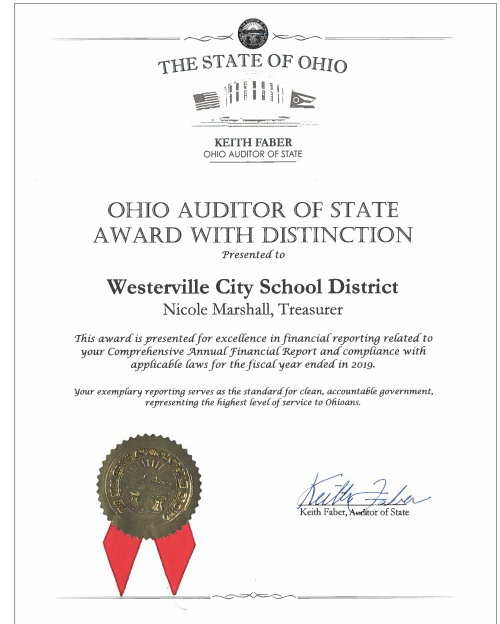 THE STATE OF OHIO
KEITH FABER
OHIO AUDITOR OF STATE
OHIO AUDITOR OF STATE
AWARD WITH DISTINCTION
Presented to
Westerville City School District
Nicole Marshall, Treasurer
This award is presented for excellence in financial reporting related to
your Comprehensive Annual Financial Report and compliance with
applicable laws for the fiscal year ended in 2019.
Your exemplary reporting serves as the standard for clean, accountable government,
representing the highest level of service to Ohioans.
Keith Faber
Keith Faber, Auditor of State